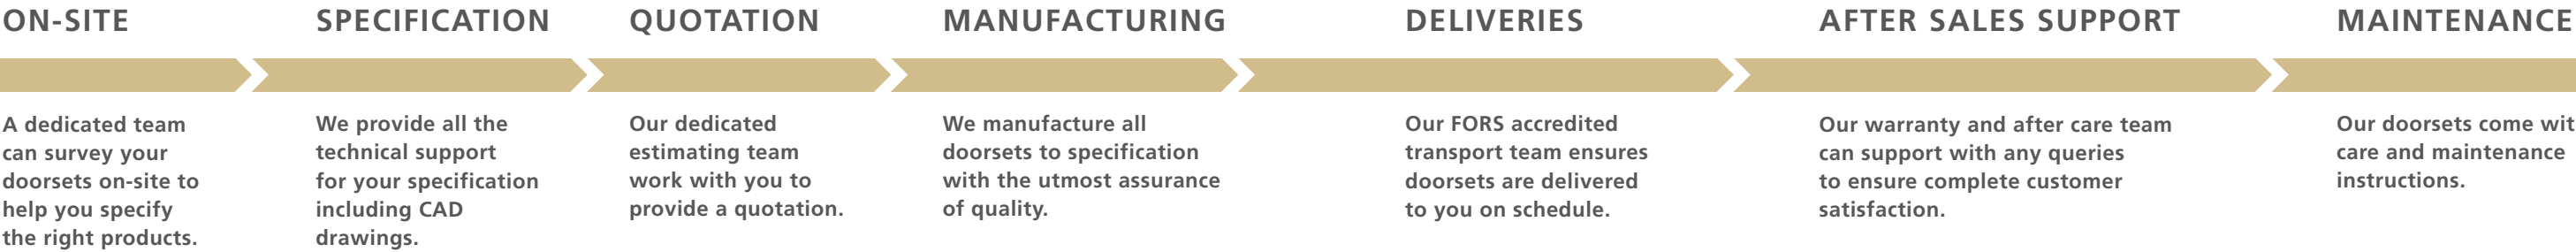 ON-SITE
A dedicated team
can survey your
doorsets on-site to
help you specify
the right products.
SPECIFICATION
We provide all the
technical support
for your specification
including CAD
drawings.
QUOTATION
Our dedicated
estimating team
work with you to
provide a quotation.
MANUFACTURING
We manufacture all
doorsets to specification
with the utmost assurance
of quality.
DELIVERIES
Our FORS accredited
transport team ensures
doorsets are delivered
to you on schedule.
AFTER SALES SUPPORT
Our warranty and after care team
can support with any queries
to ensure complete customer
satisfaction.
MAINTENANCE
Our doorsets come wit
care and maintenance
instructions.